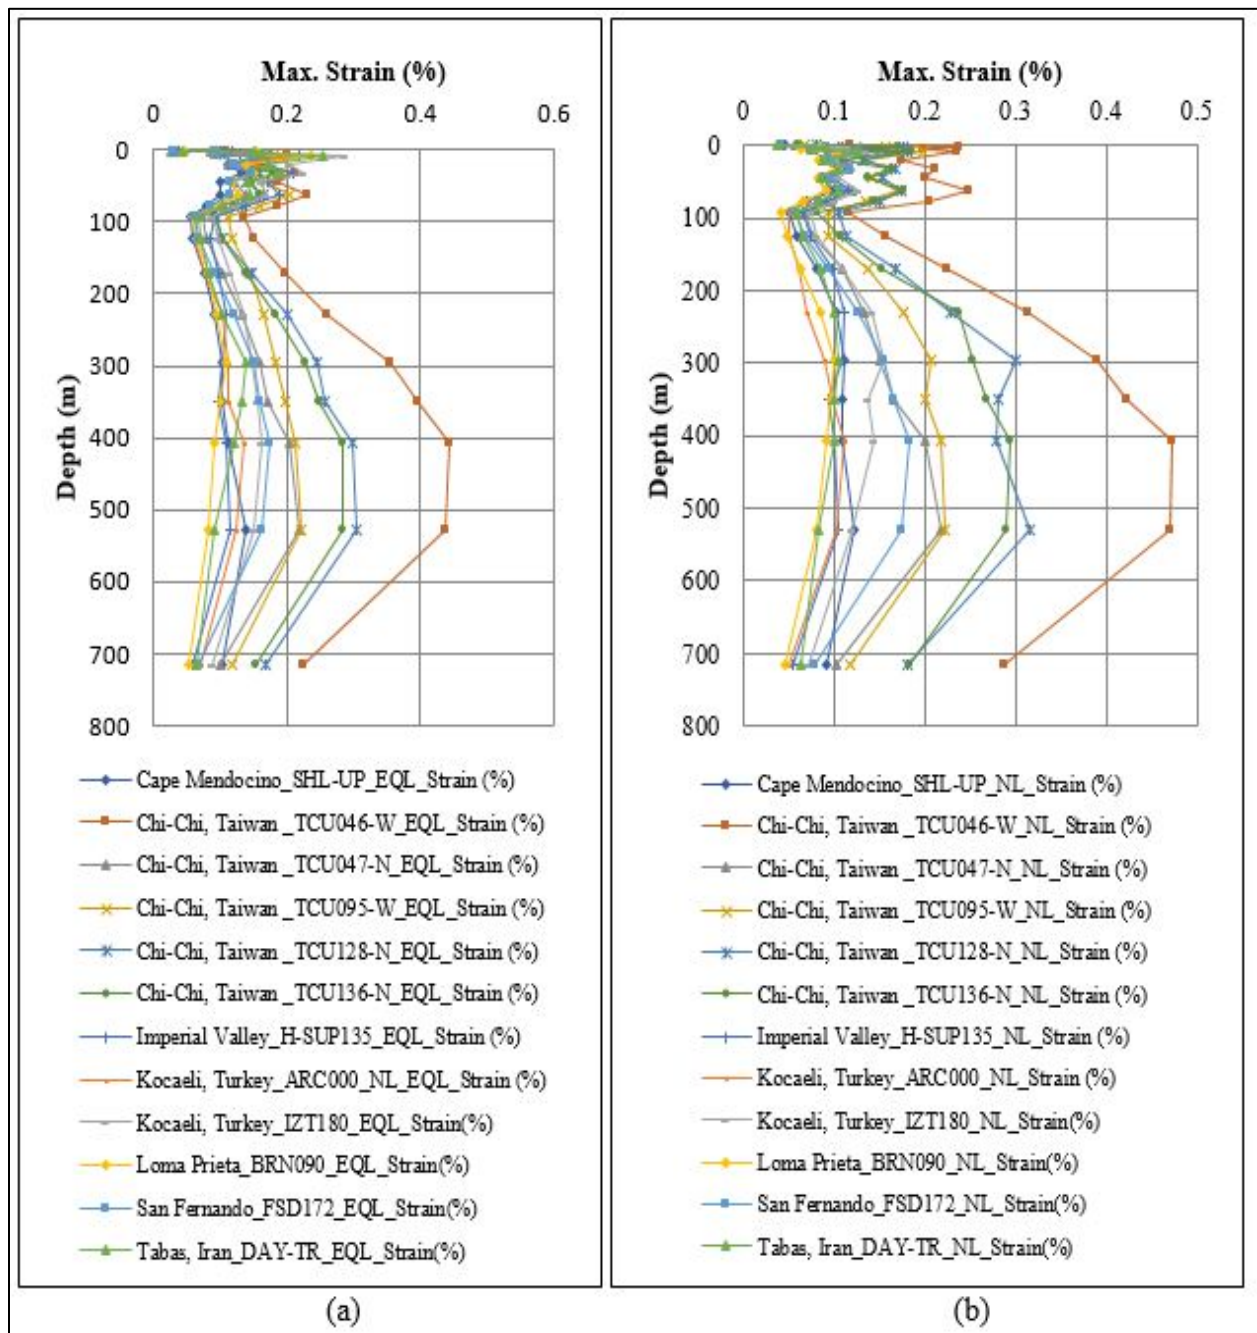 Max. Strain (%)
0 0.2 0.4 0.6
0
100
200
300
400
500
600
700
800
Depth (m)
Cape Mendocino_SHL-UP_EQL_Strain (%)
Chi-Chi, Taiwan _TCU046-W_EQL_Strain (%)
Chi-Chi, Taiwan _TCU047-N_EQL_Strain (%)
Chi-Chi, Taiwan _TCU095-W_EQL_Strain (%)
Chi-Chi, Taiwan _TCU128-N_EQL_Strain (%)
Chi-Chi, Taiwan _TCU136-N_EQL_Strain (%)
Imperial Valley_H-SUP135_EQL_Strain (%)
Kocaeli, Turkey_ARC000_NL_EQL_Strain (%)
Kocaeli, Turkey_IZT180_EQL_Strain(%)
Loma Prieta_BRN090_EQL_Strain(%)
San Fernando_FSD172_EQL_Strain(%)
Tabas, Iran_DAY-TR_EQL_Strain(%)
(a)
Max. Strain (%)
0 0.1 0.2 0.3 0.4 0.5
0
100
200
300
400
500
600
700
800
Depth (m)
Cape Mendocino_SHL-UP_NL_Strain (%)
Chi-Chi, Taiwan _TCU046-W_NL_Strain (%)
Chi-Chi, Taiwan _TCU047-N_NL_Strain (%)
Chi-Chi, Taiwan _TCU095-W_NL_Strain (%)
Chi-Chi, Taiwan _TCU128-N_NL_Strain (%)
Chi-Chi, Taiwan _TCU136-N_NL_Strain (%)
Imperial Valley_H-SUP135_NL_Strain (%)
Kocaeli, Turkey_ARC000_NL_Strain (%)
Kocaeli, Turkey_IZT180_NL_Strain(%)
Loma Prieta_BRN090_NL_Strain(%)
San Fernando_FSD172_NL_Strain(%)
Tabas, Iran_DAY-TR_NL_Strain(%)
(b)